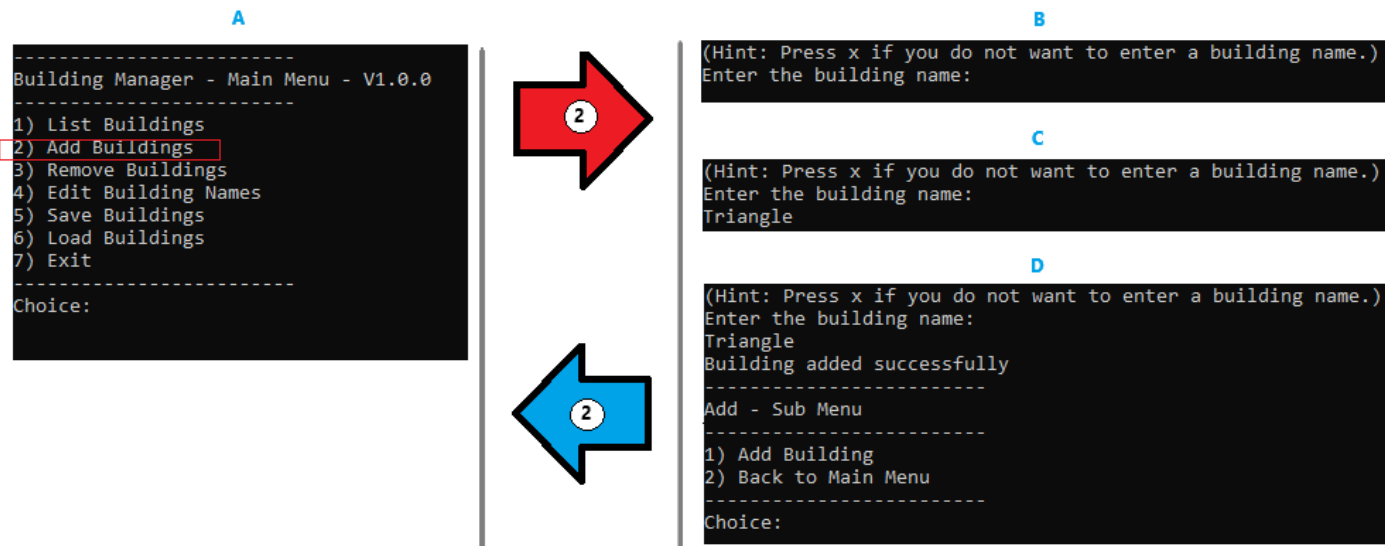 A
-------------------------
Building Manager - Main Menu - V1.0.0
-------------------------
1) List Buildings
2) Add Buildings
3) Remove Buildings
4) Edit Building Names
5) Save Buildings
6) Load Buildings
7) Exit
-------------------------
Choice:
2
2
B
(Hint: Press x if you do not want to enter a building name.)
Enter the building name:
C
(Hint: Press x if you do not want to enter a building name.)
Enter the building name:
Triangle
D
(Hint: Press x if you do not want to enter a building name.)
Enter the building name:
Triangle
Building added successfully
-------------------------
Add - Sub Menu
-------------------------
1) Add Building
2) Back to Main Menu
-------------------------
Choice: